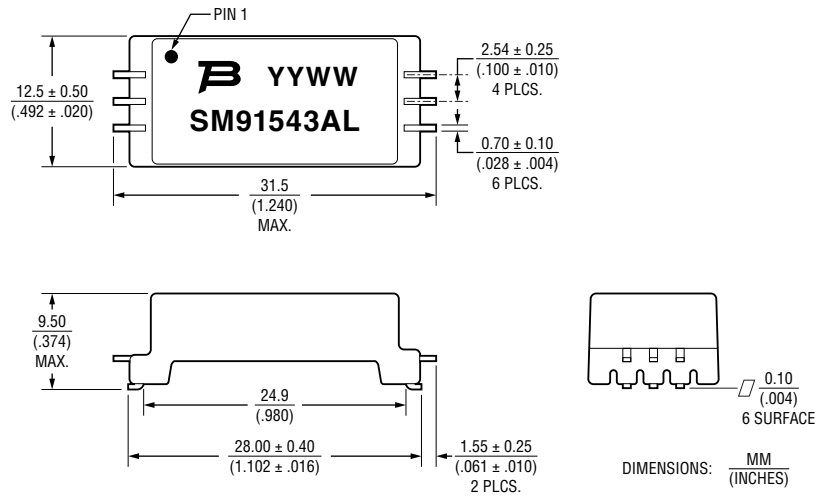 PIN 1
YYWW
SM91543AL
12.5 ± 0.50
(.492 ± .020)
2.54 ± 0.25
(.100 ± .010)
4 PLCS.
0.70 ± 0.10
(.028 ± .004)
6 PLCS.
31.5
(1.240)
MAX.
9.50
(.374)
MAX.
24.9
(.980)
28.00 ± 0.40
(1.102 ± .016)
1.55 ± 0.25
(.061 ± .010)
2 PLCS.
0.10
(.004)
6 SURFACE
DIMENSIONS: MM
(INCHES)